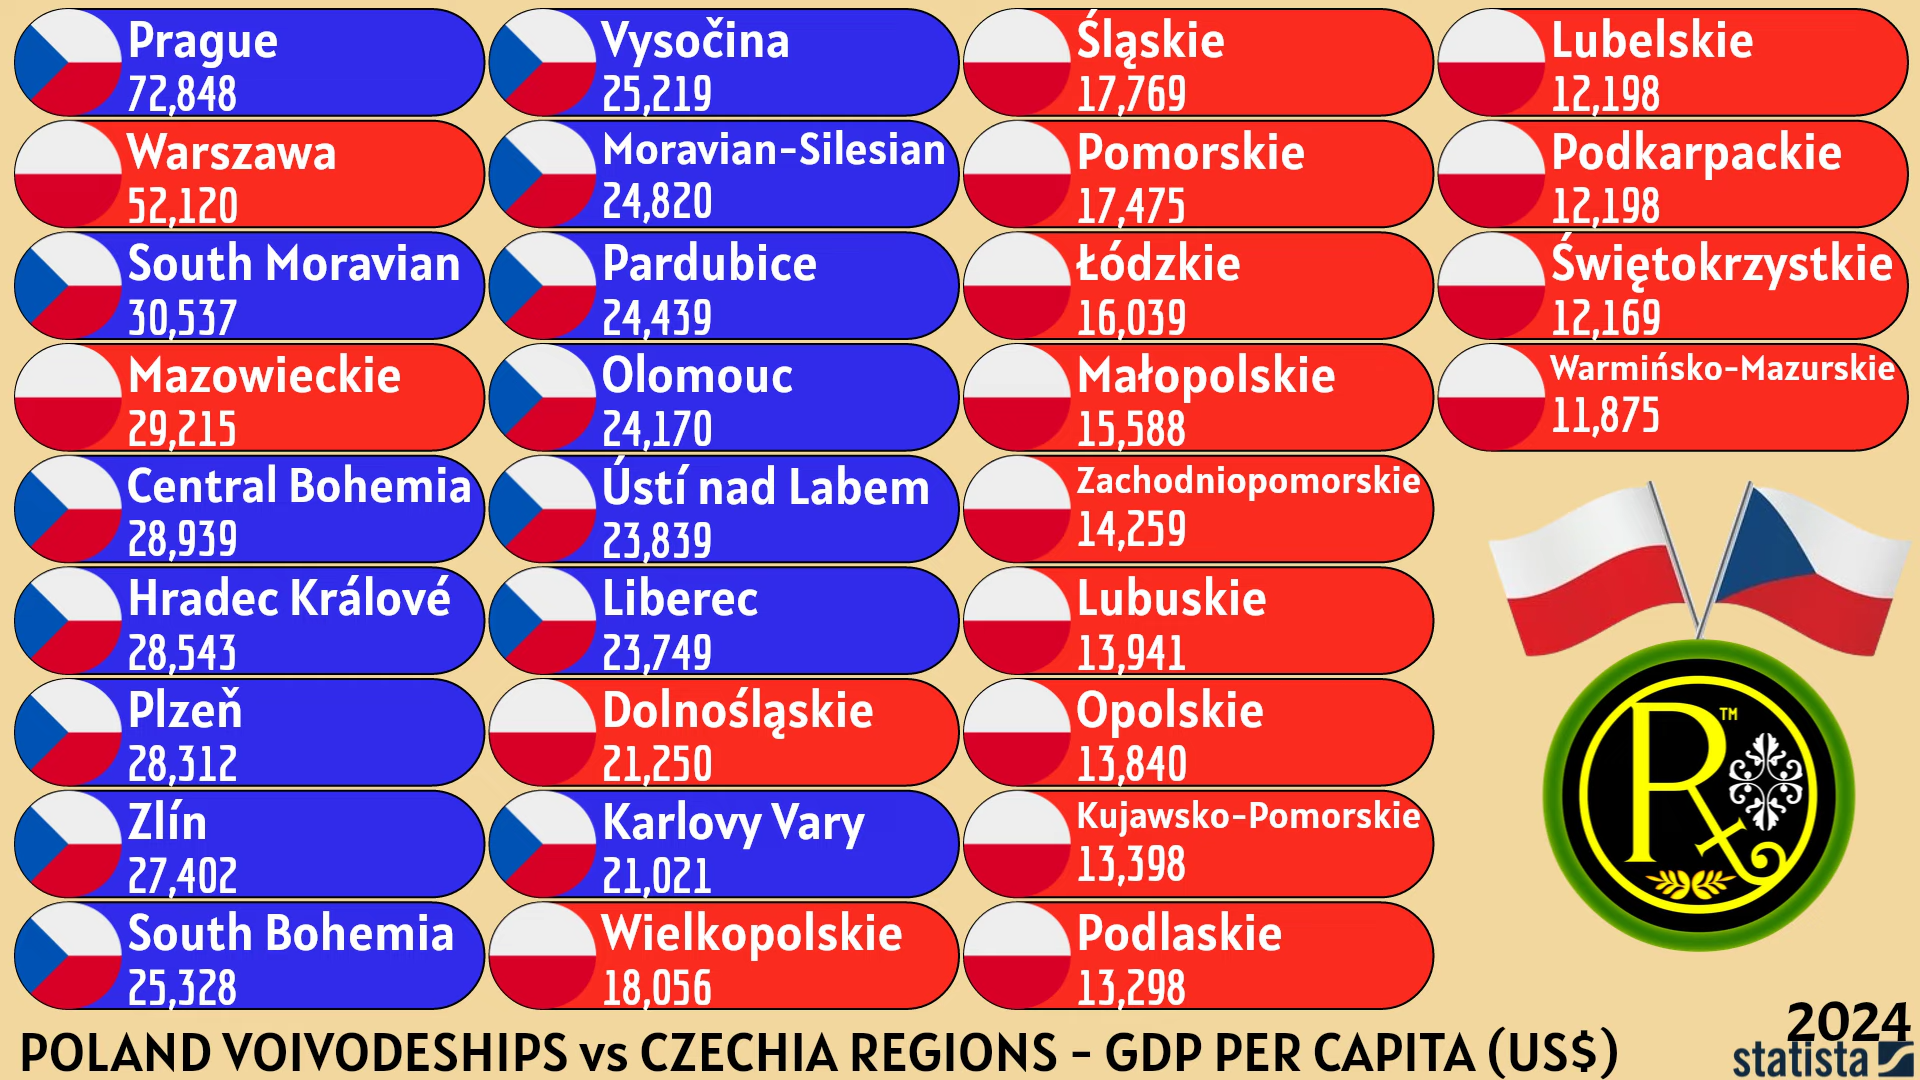 Prague
72,848
Warszawa
52,120
South Moravian
30,537
Mazowieckie
29,215
Central Bohemia
28,939
Hradec Králové
28,543
Plzeň
28,312
Zlín
27,402
South Bohemia
25,328
Vysočina
25,219
Moravian-Silesian
24,820
Pardubice
24,439
Olomouc
24,170
Ústí nad Labem
23,839
Liberec
23,749
Dolnośląskie
21,250
Karlovy Vary
21,021
Wielkopolskie
18,056
Śląskie
17,769
Pomorskie
17,475
Łódzkie
16,039
Małopolskie
15,588
Zachodniopomorskie
14,259
Lubuskie
13,941
Opolskie
13,840
Kujawsko-Pomorskie
13,398
Podlaskie
13,298
Lubelskie
12,198
Podkarpackie
12,198
Świętokrzystkie
12,169
Warmińsko-Mazurskie
11,875
R™
2024
POLAND VOIVODESHIPS vs CZECHIA REGIONS - GDP PER CAPITA (US$)
statista